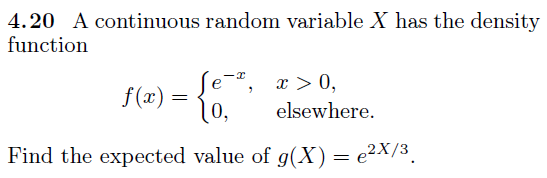 4.20 A continuous random variable X has the density
function
f(x) = { e^{-x}, x > 0,
0, elsewhere.
Find the expected value of g(X) = e^{2X/3}.